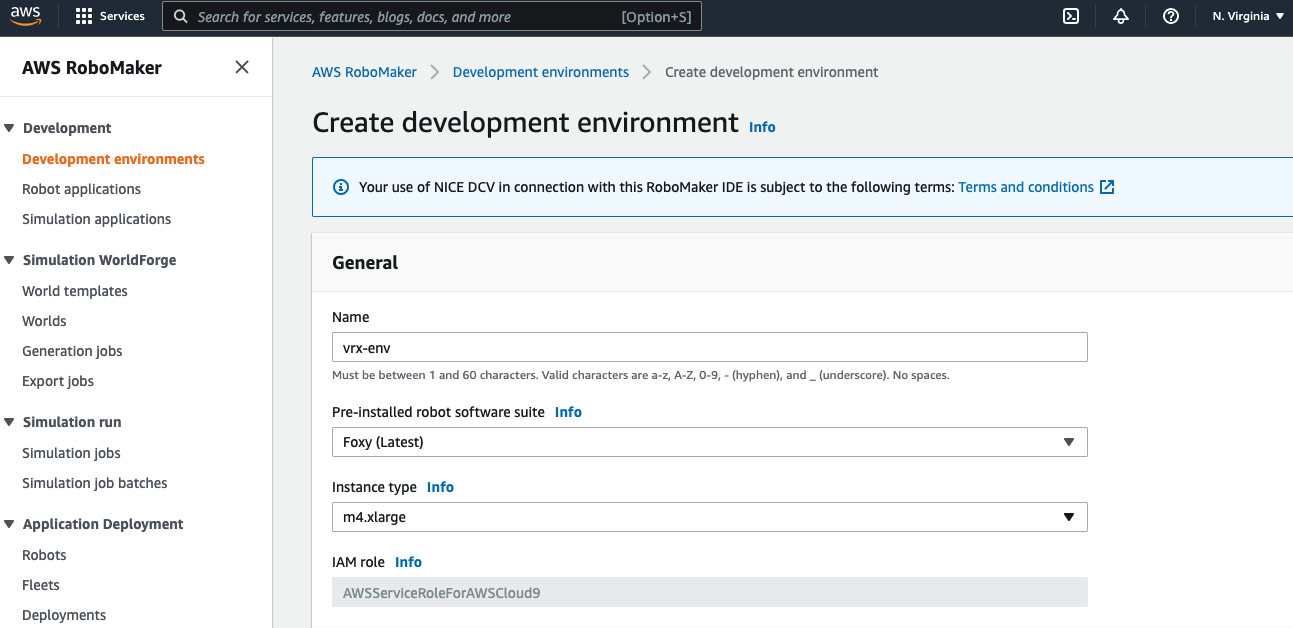 aws Services Search for services, features, blogs, docs, and more [Option+S] N. Virginia
AWS RoboMaker
Development
Development environments
Robot applications
Simulation applications
Simulation WorldForge
World templates
Worlds
Generation jobs
Export jobs
Simulation run
Simulation jobs
Simulation job batches
Application Deployment
Robots
Fleets
Deployments
AWS RoboMaker > Development environments > Create development environment
Create development environment Info
Your use of NICE DCV in connection with this RoboMaker IDE is subject to the following terms: Terms and conditions
General
Name
vrx-env
Must be between 1 and 60 characters. Valid characters are a-z, A-Z, 0-9, - (hyphen), and _ (underscore). No spaces.
Pre-installed robot software suite Info
Foxy (Latest)
Instance type Info
m4.xlarge
IAM role Info
AWSServiceRoleForAWSCloud9